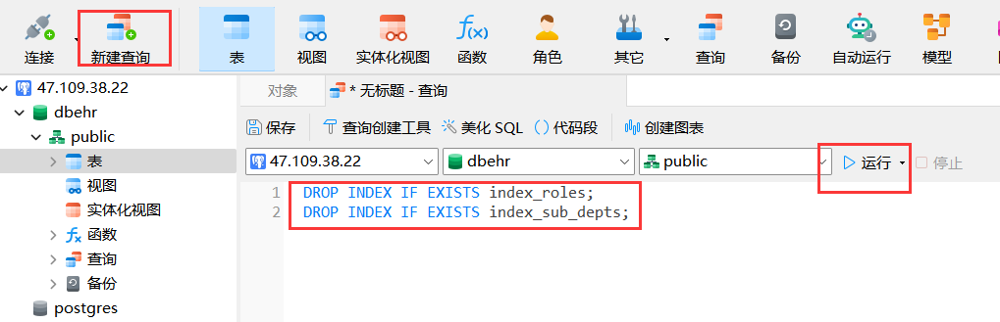 连接
新建查询
表
视图
实体化视图
函数
角色
其它
查询
备份
自动运行
模型
47.109.38.22
dbehr
public
表
视图
实体化视图
函数
查询
备份
postgres
对象
* 无标题 - 查询
保存
查询创建工具
美化 SQL
代码段
创建图表
47.109.38.22
dbehr
public
运行
停止
1 DROP INDEX IF EXISTS index_roles;
2 DROP INDEX IF EXISTS index_sub_depts;